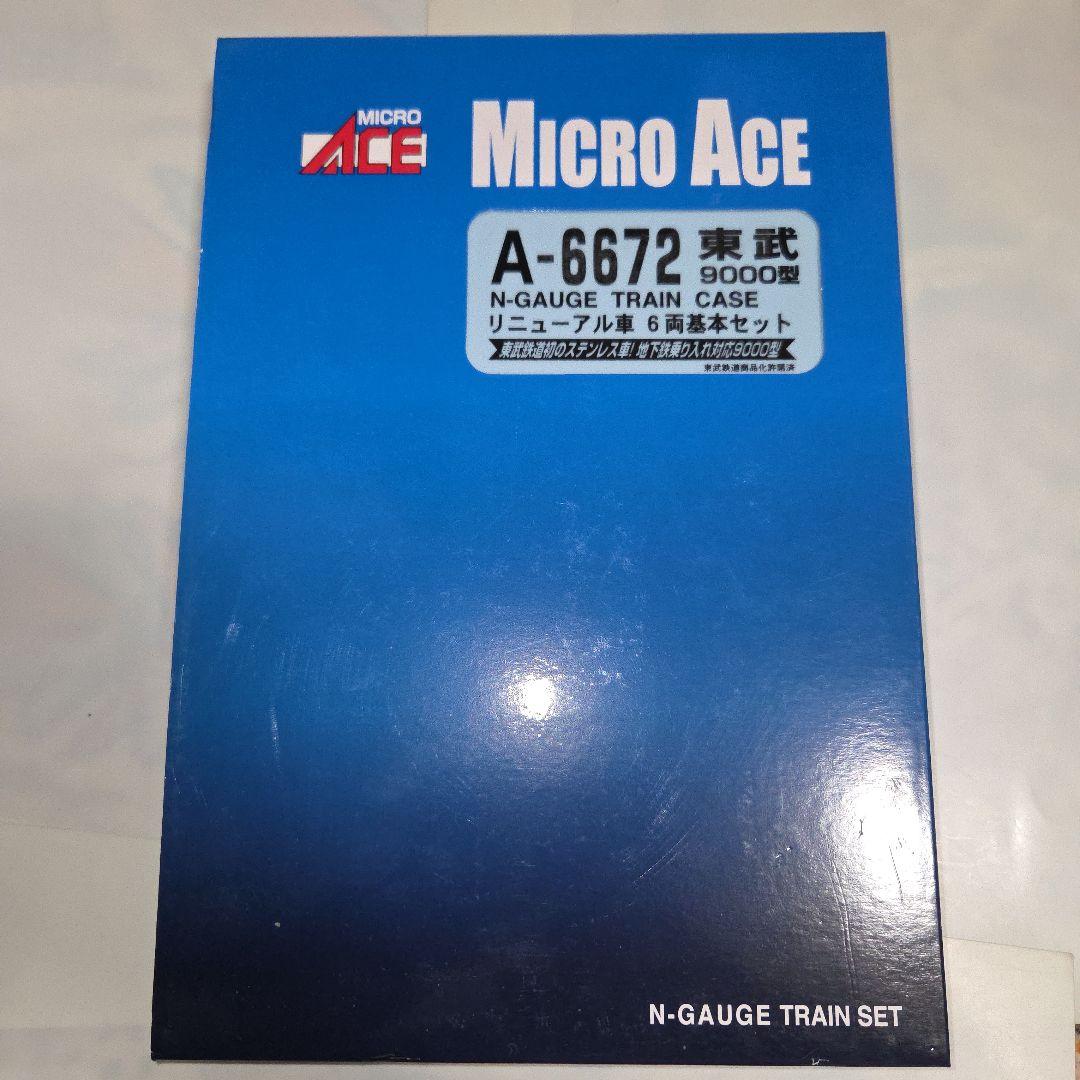 MICRO
ACE
MICRO ACE
A-6672 東武
9000型
N-GAUGE TRAIN CASE
リニューアル車 6両基本セット
東武鉄道初のステンレス車!地下鉄乗り入れ対応9000型
東武鉄道商品化許諾済
N-GAUGE TRAIN SET